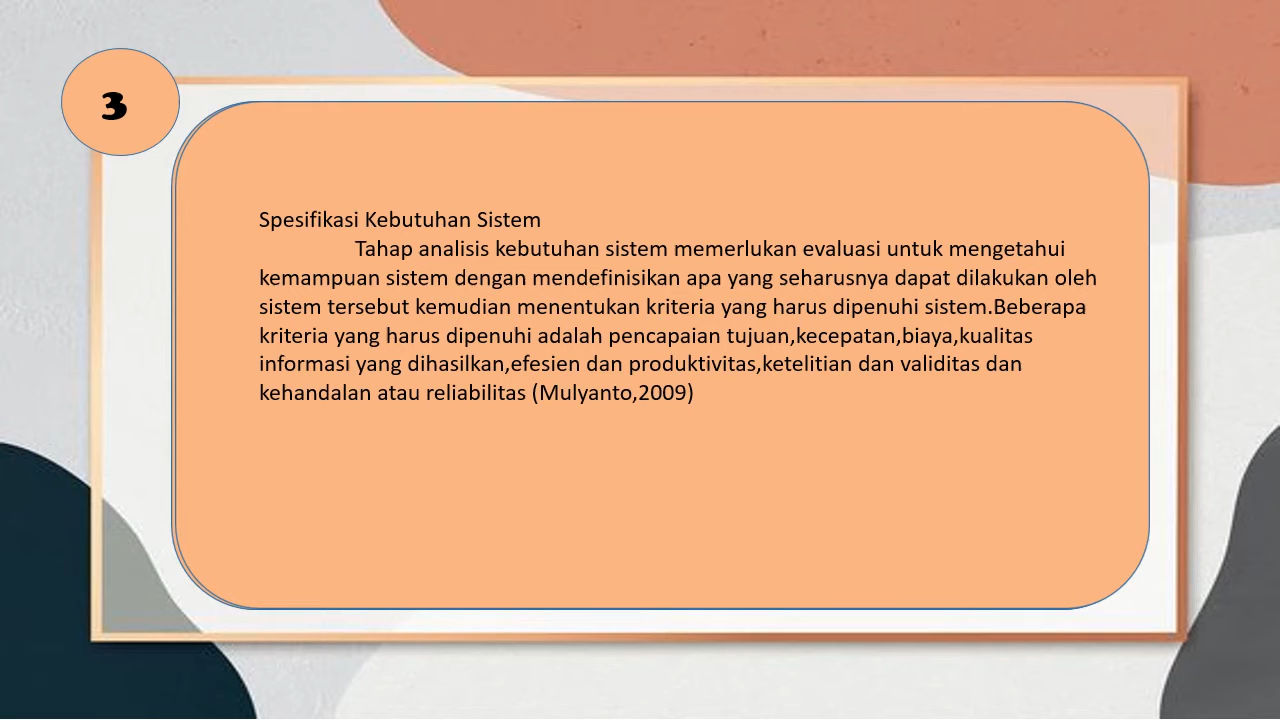 3
Spesifikasi Kebutuhan Sistem
Tahap analisis kebutuhan sistem memerlukan evaluasi untuk mengetahui
kemampuan sistem dengan mendefinisikan apa yang seharusnya dapat dilakukan oleh
sistem tersebut kemudian menentukan kriteria yang harus dipenuhi sistem.Beberapa
kriteria yang harus dipenuhi adalah pencapaian tujuan,kecepatan,biaya,kualitas
informasi yang dihasilkan,efesien dan produktivitas,ketelitian dan validitas dan
kehandalan atau reliabilitas (Mulyanto,2009)